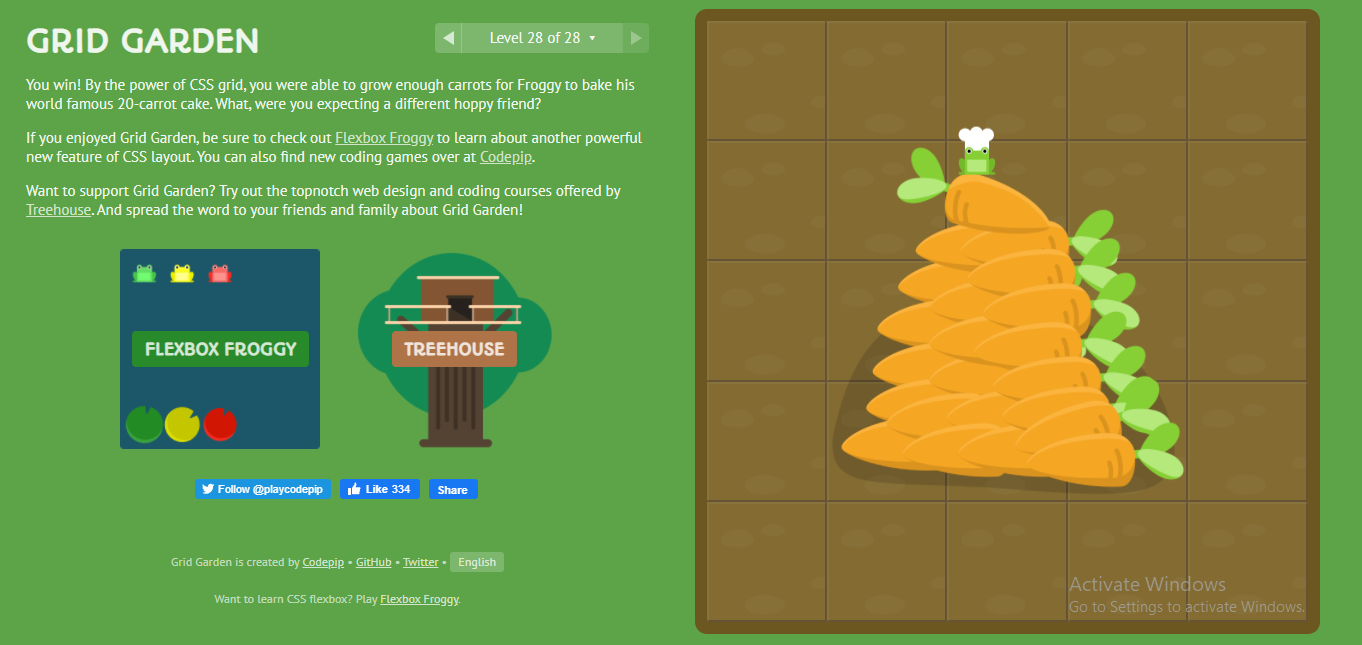 GRID GARDEN
Level 28 of 28
You win! By the power of CSS grid, you were able to grow enough carrots for Froggy to bake his
world famous 20-carrot cake. What, were you expecting a different hoppy friend?
If you enjoyed Grid Garden, be sure to check out Flexbox Froggy to learn about another powerful
new feature of CSS layout. You can also find new coding games over at Codepip.
Want to support Grid Garden? Try out the topnotch web design and coding courses offered by
Treehouse. And spread the word to your friends and family about Grid Garden!
FLEXBOX FROGGY
TREEHOUSE
Follow @playcodepip
Like 334
Share
Grid Garden is created by Codepip • GitHub • Twitter • English
Want to learn CSS flexbox? Play Flexbox Froggy.
Activate Windows
Go to Settings to activate Windows.